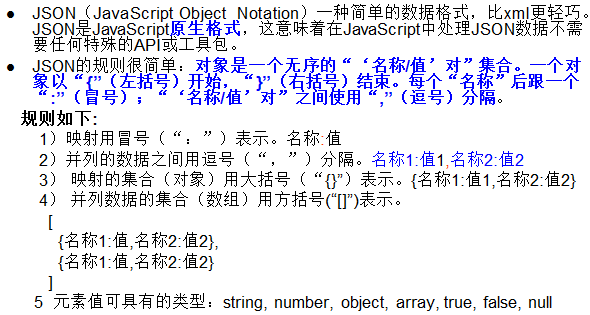 ● JSON（JavaScript Object Notation）一种简单的数据格式，比xml更轻巧。
JSON是JavaScript原生格式，这意味着在JavaScript中处理JSON数据不需
要任何特殊的API或工具包。
● JSON的规则很简单：对象是一个无序的“‘名称/值’对”集合。一个对
象以“{”（左括号）开始，“}”（右括号）结束。每个“名称”后跟一个
“:”（冒号）；“‘名称/值’对”之间使用“,”（逗号）分隔。
规则如下:
1）映射用冒号（“：”）表示。名称:值
2）并列的数据之间用逗号（“，”）分隔。名称1:值1,名称2:值2
3） 映射的集合（对象）用大括号（“{}”）表示。{名称1:值1,名称2:值2}
4） 并列数据的集合（数组）用方括号(“[]”)表示。
[
{名称1:值,名称2:值2},
{名称1:值,名称2:值2}
]
5 元素值可具有的类型：string, number, object, array, true, false, null